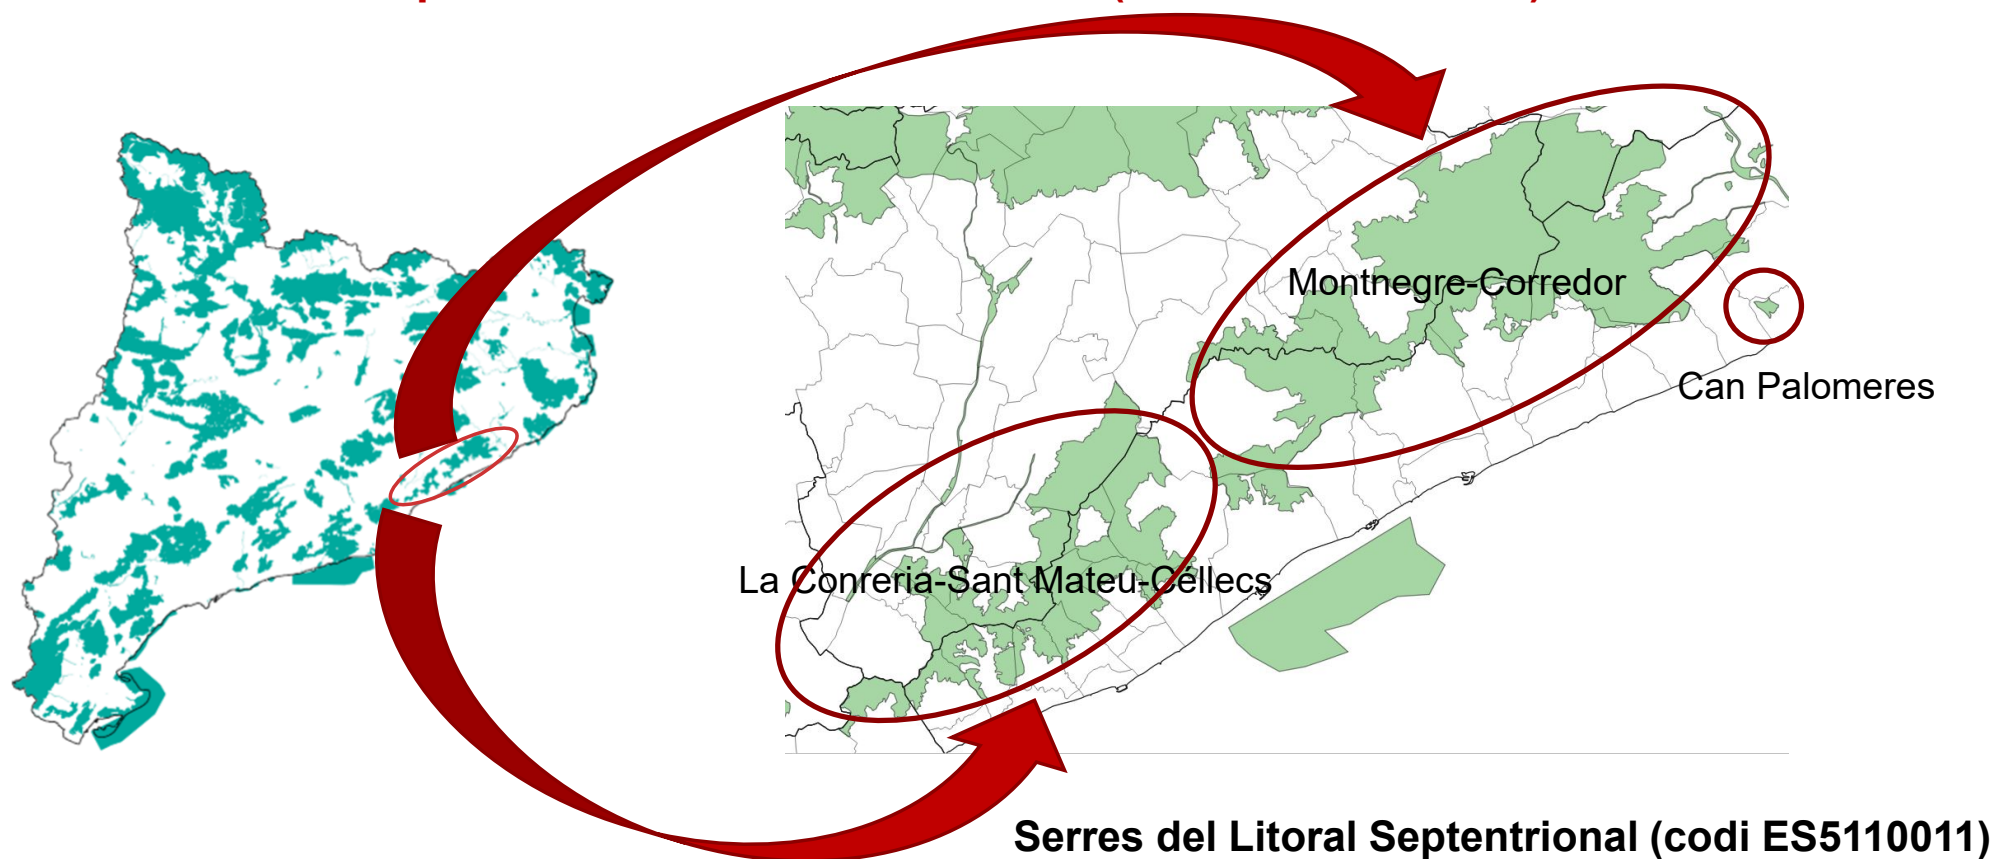 Montnegre-Corredor
Can Palomeres
La Conreria-Sant Mateu-Céllecs
Serres del Litoral Septentrional (codi ES5110011)